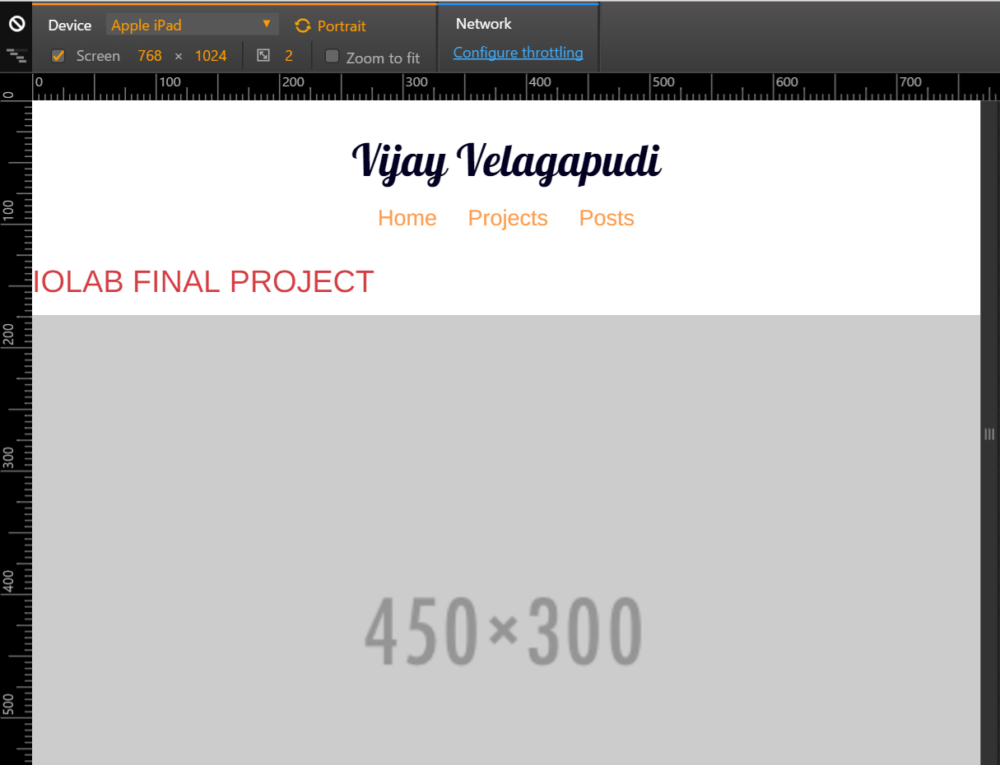 Device Apple iPad ▼ Portrait Network
Screen 768 × 1024 2 Zoom to fit Configure throttling
0 100 200 300 400 500 600 700
0
Vijay Velagapudi
100
Home Projects Posts
IOLAB FINAL PROJECT
200
300
400
450×300
500